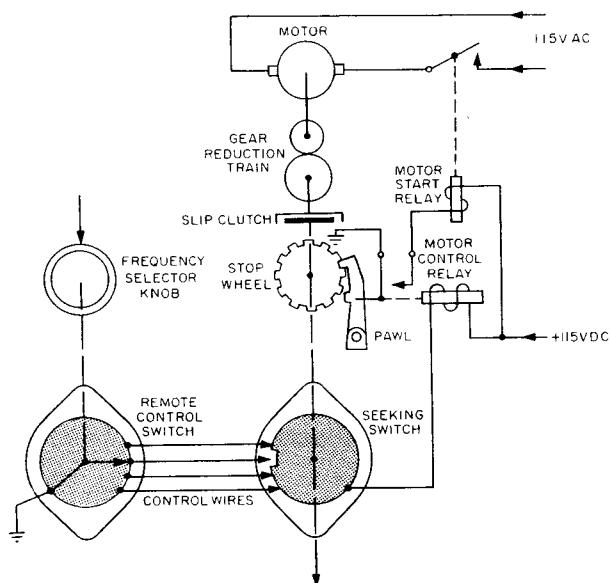 MOTOR
115V AC
GEAR
REDUCTION
TRAIN
MOTOR
START
RELAY
SLIP CLUTCH
MOTOR
CONTROL
RELAY
FREQUENCY
SELECTOR
KNOB
STOP
WHEEL
PAWL
+115VDC
REMOTE
CONTROL
SWITCH
SEEKING
SWITCH
CONTROL WIRES